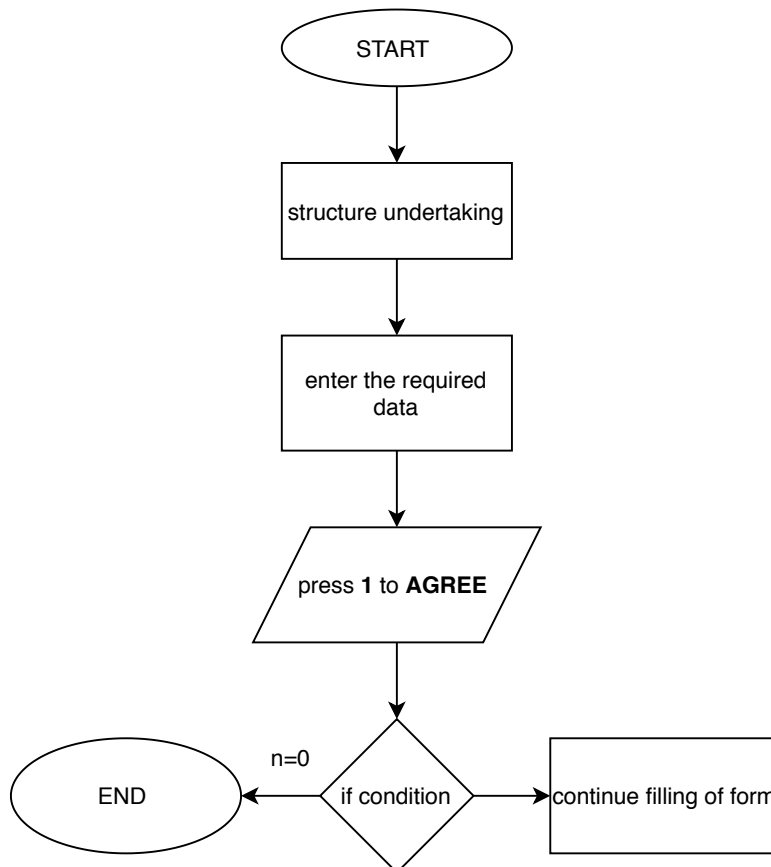 START
structure undertaking
enter the required
data
press 1 to AGREE
n=0
END
if condition
continue filling of form